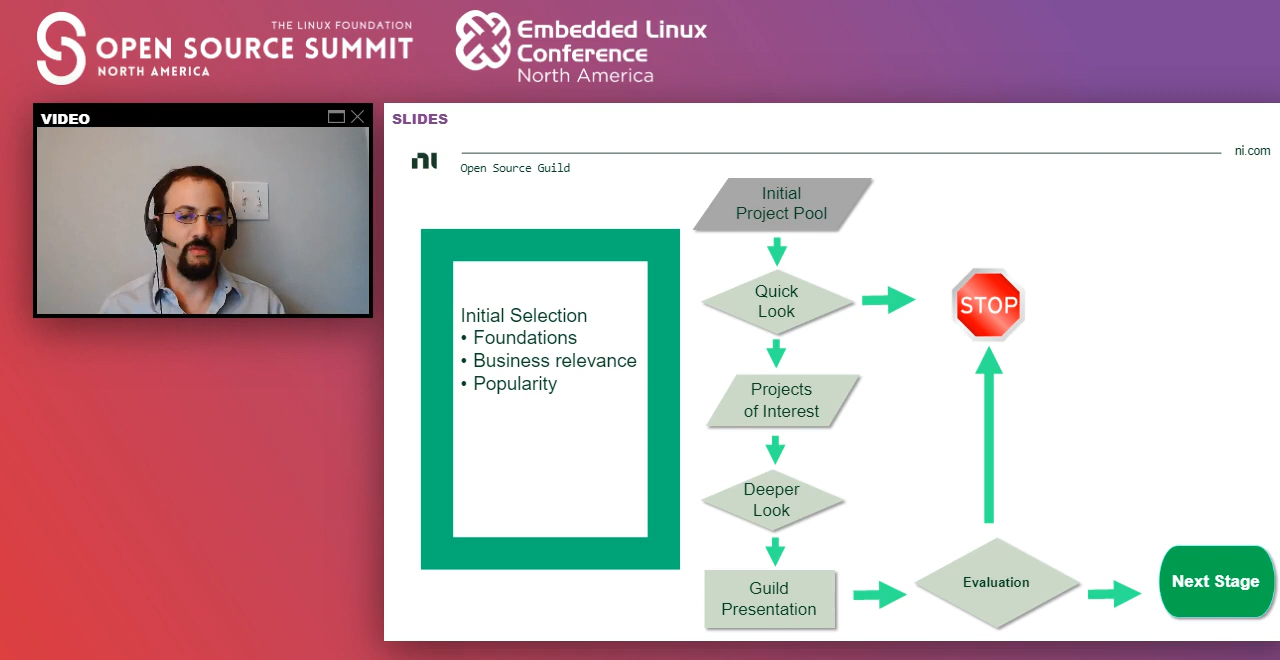 THE LINUX FOUNDATION
OPEN SOURCE SUMMIT
NORTH AMERICA
Embedded Linux
Conference
North America
VIDEO
SLIDES
ni
ni.com
Open Source Guild
Initial
Project Pool
Quick
Look
STOP
Initial Selection
• Foundations
• Business relevance
• Popularity
Projects
of Interest
Deeper
Look
Guild
Presentation
Evaluation
Next Stage